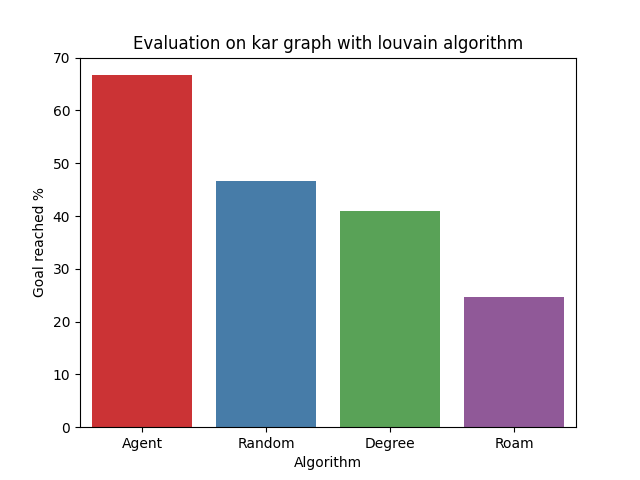 Evaluation on kar graph with louvain algorithm
70
60
50
40
30
20
10
0
Goal reached %
Agent Random Degree Roam
Algorithm